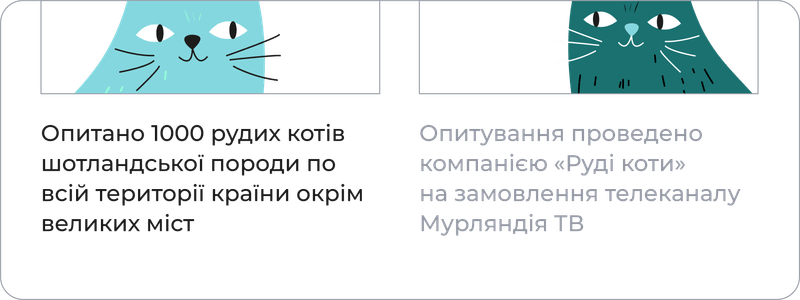 Опитано 1000 рудих котів
шотландської породи по
всій території країни окрім
великих міст
Опитування проведено
компанією «Руді коти»
на замовлення телеканалу
Мурляндія ТВ